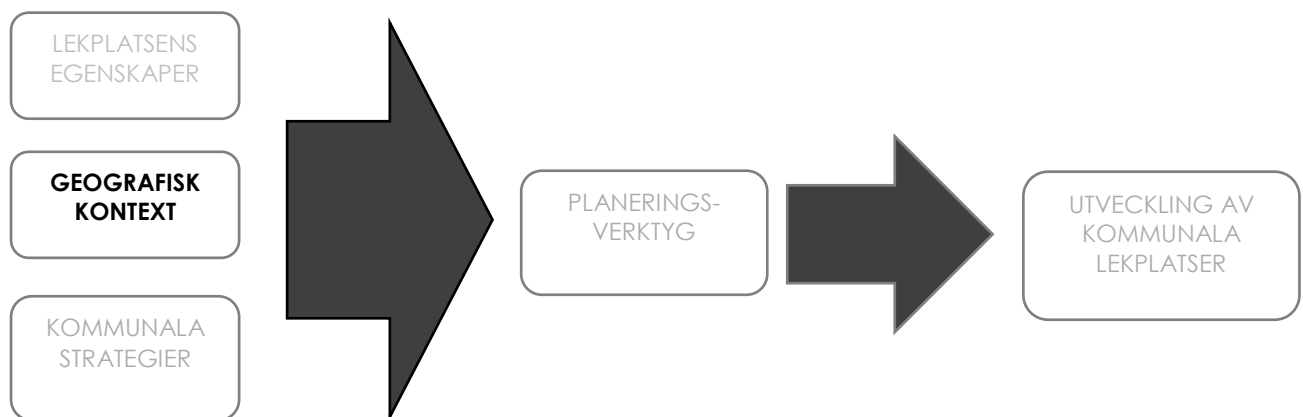 LEKPLATSENS
EGENSKAPER
GEOGRAFISK
KONTEXT
KOMMUNALA
STRATEGIER
PLANERINGS-
VERKTYG
UTVECKLING AV
KOMMUNALA
LEKPLATSER